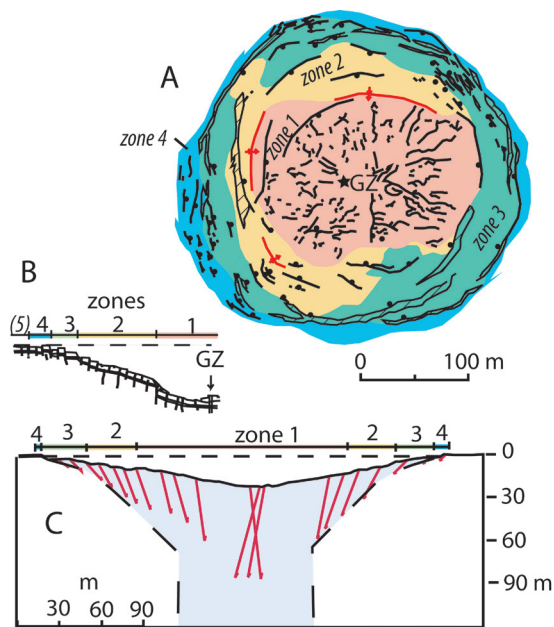 A
zone 2
zone 1
zone 4
GZ
zone 3
B
zones
(5) 4 3 2 1
GZ
0 100 m
4 3 2 zone 1 2 3 4
0
30
C
60
m
90 m
30 60 90